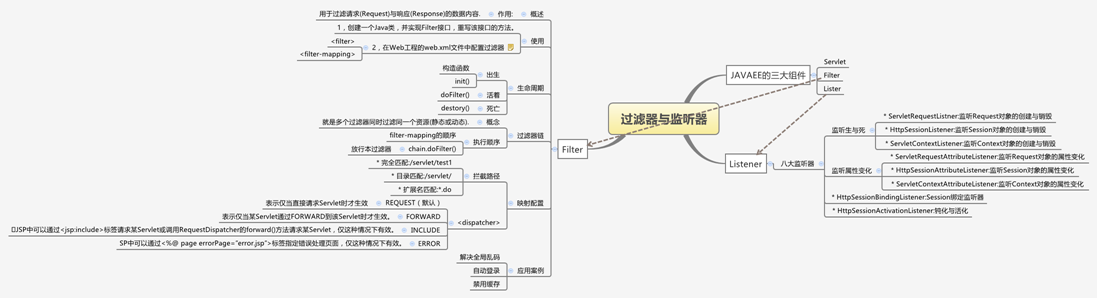 过滤器与监听器
JAVAEE的三大组件
Servlet
Filter
Lister
Listener
八大监听器
监听生与死
* ServletRequestListner:监听Request对象的创建与销毁
* HttpSessionListner:监听Session对象的创建与销毁
* ServletContextListener:监听Context对象的创建与销毁
监听属性变化
* ServletRequestAttributeListener:监听Request对象的属性变化
* HttpSessionAttributeListener:监听Session对象的属性变化
* ServletContextAttributeListener:监听Context对象的属性变化
* HttpSessionBindingListener:Session绑定监听器
* HttpSessionActivationListener:钝化与活化
Filter
概述
作用:
用于过滤请求(Request)与响应(Response)的数据内容.
使用
1，创建一个Java类，并实现Filter接口，重写该接口的方法。
2，在Web工程的web.xml文件中配置过滤器
<filter>
<filter-mapping>
生命周期
出生
构造函数
init()
活着
doFilter()
死亡
destory()
过滤器链
概念
就是多个过滤器同时过滤同一个资源(静态或动态).
执行顺序
filter-mapping的顺序
chain.doFilter()
放行本过滤器
映射配置
拦截路径
* 完全匹配:/servlet/test1
* 目录匹配:/servlet/
* 扩展名匹配:*.do
<dispatcher>
REQUEST（默认）
表示仅当直接请求Servlet时才生效
FORWARD
表示仅当某Servlet通过FORWARD到该Servlet时才生效。
INCLUDE
JSP中可以通过<jsp:include>标签请求某Servlet或调用RequestDispatcher的forward()方法请求某Servlet，仅这种情况下有效。
ERROR
SP中可以通过<%@ page errorPage="error.jsp">标签指定错误处理页面，仅这种情况下有效。
应用案例
解决全局乱码
自动登录
禁用缓存